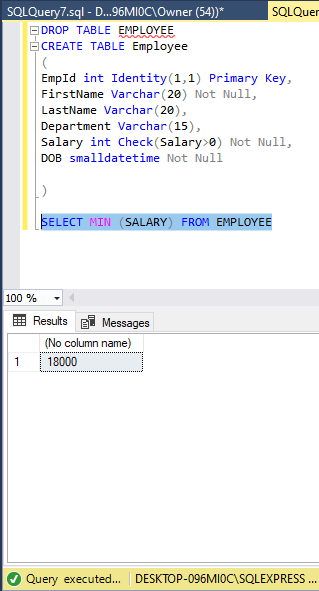 SQLQuery7.sql - D...96MI0C\Owner (54))* SQLQue
DROP TABLE EMPLOYEE
CREATE TABLE Employee
(
EmpId int Identity(1,1) Primary Key,
FirstName Varchar(20) Not Null,
LastName Varchar(20),
Department Varchar(15),
Salary int Check(Salary>0) Not Null,
DOB smalldatetime Not Null
)
SELECT MIN (SALARY) FROM EMPLOYEE
100 %
Results Messages
(No column name)
1 18000
Query executed... DESKTOP-096MI0C\SQLEXPRESS ...